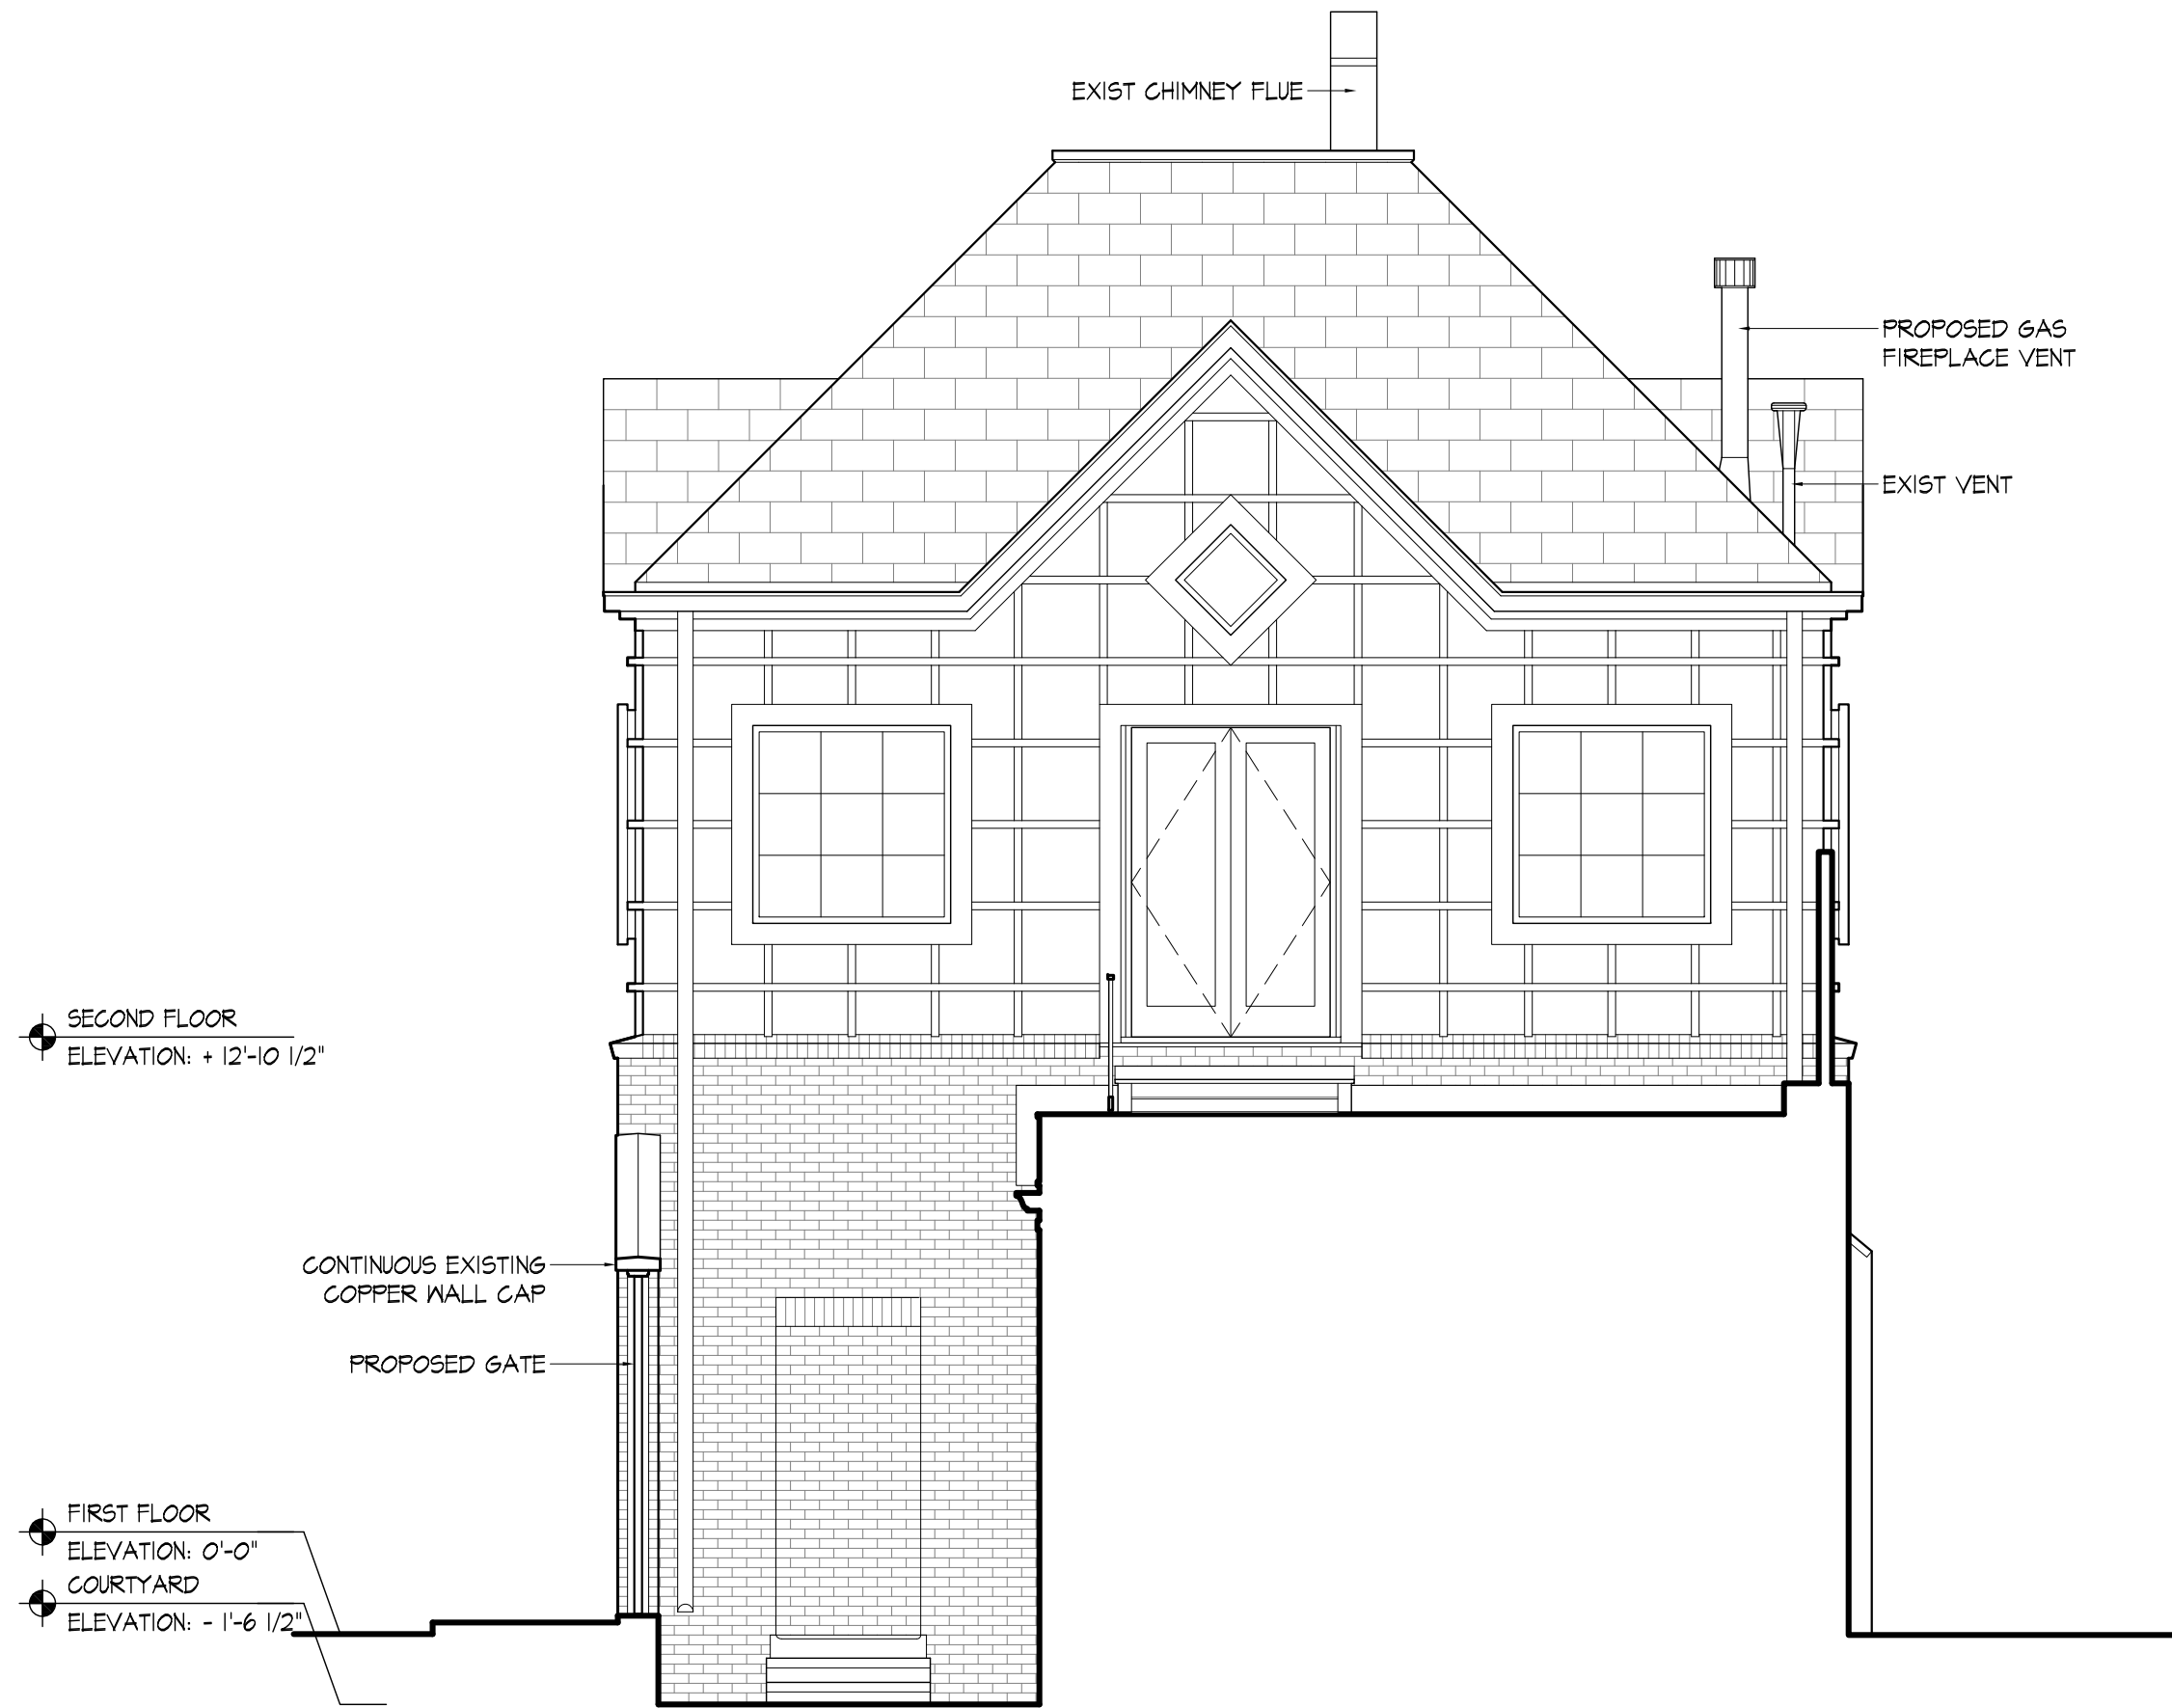 EXIST CHIMNEY FLUE
PROPOSED GAS
FIREPLACE VENT
EXIST VENT
SECOND FLOOR
ELEVATION: + 12'-10 1/2"
CONTINUOUS EXISTING
COPPER WALL CAP
PROPOSED GATE
FIRST FLOOR
ELEVATION: 0'-0"
COURTYARD
ELEVATION: - 1'-6 1/2"